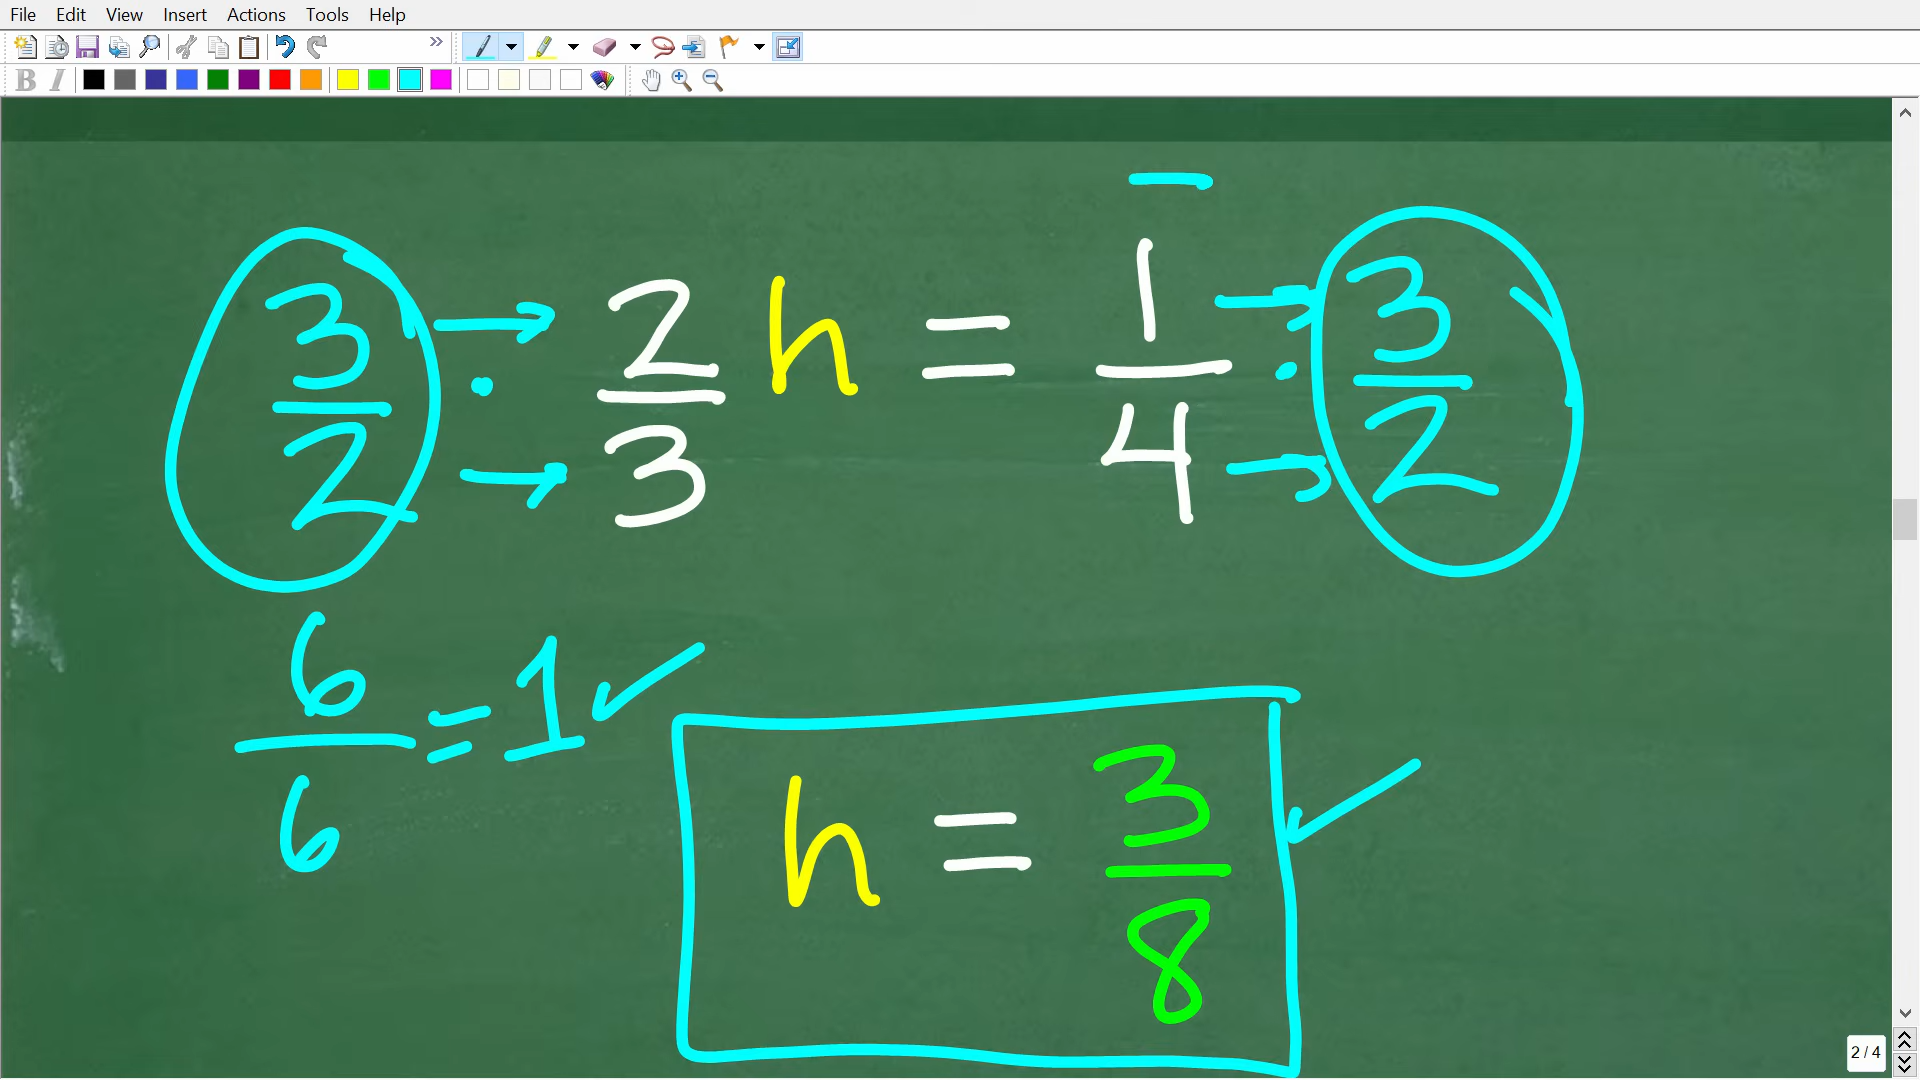 File Edit View Insert Actions Tools Help
B I
3/2 · 2/3 h = 1/4 · 3/2
6/6 = 1 ✓
h = 3/8 ✓
2 / 4